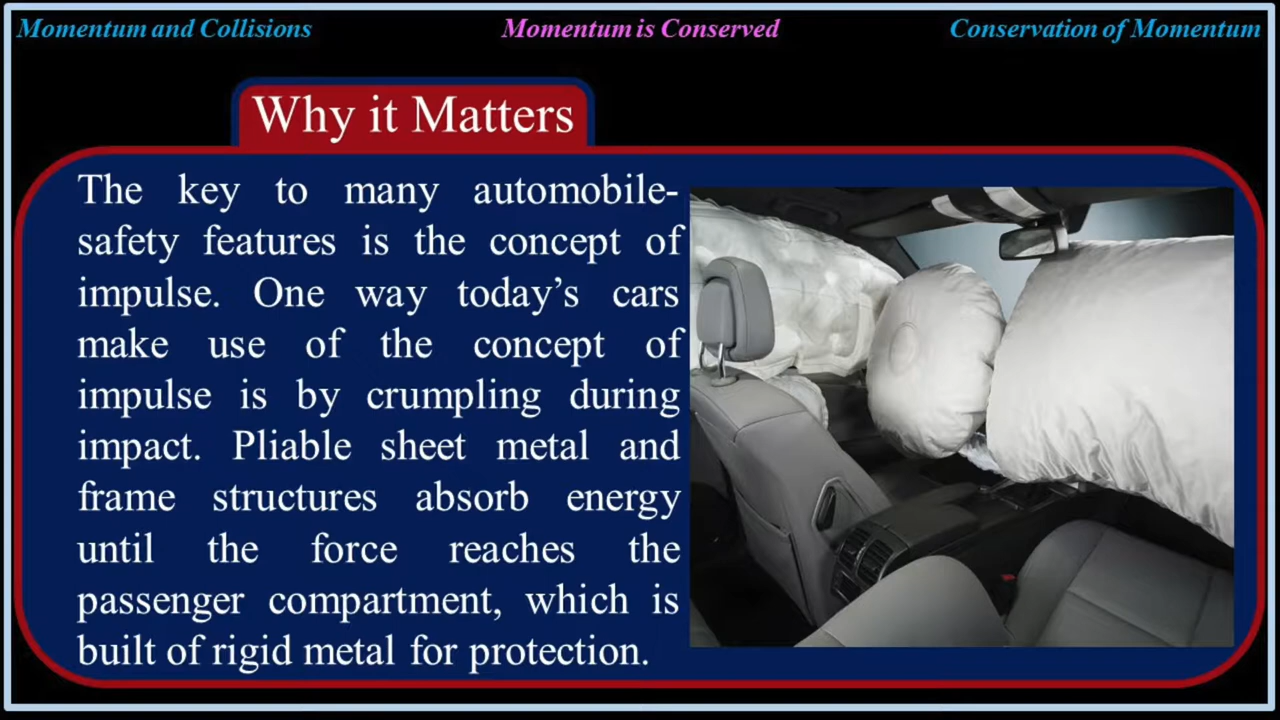 Momentum and Collisions
Momentum is Conserved
Conservation of Momentum
Why it Matters
The key to many automobile-
safety features is the concept of
impulse. One way today’s cars
make use of the concept of
impulse is by crumpling during
impact. Pliable sheet metal and
frame structures absorb energy
until the force reaches the
passenger compartment, which is
built of rigid metal for protection.